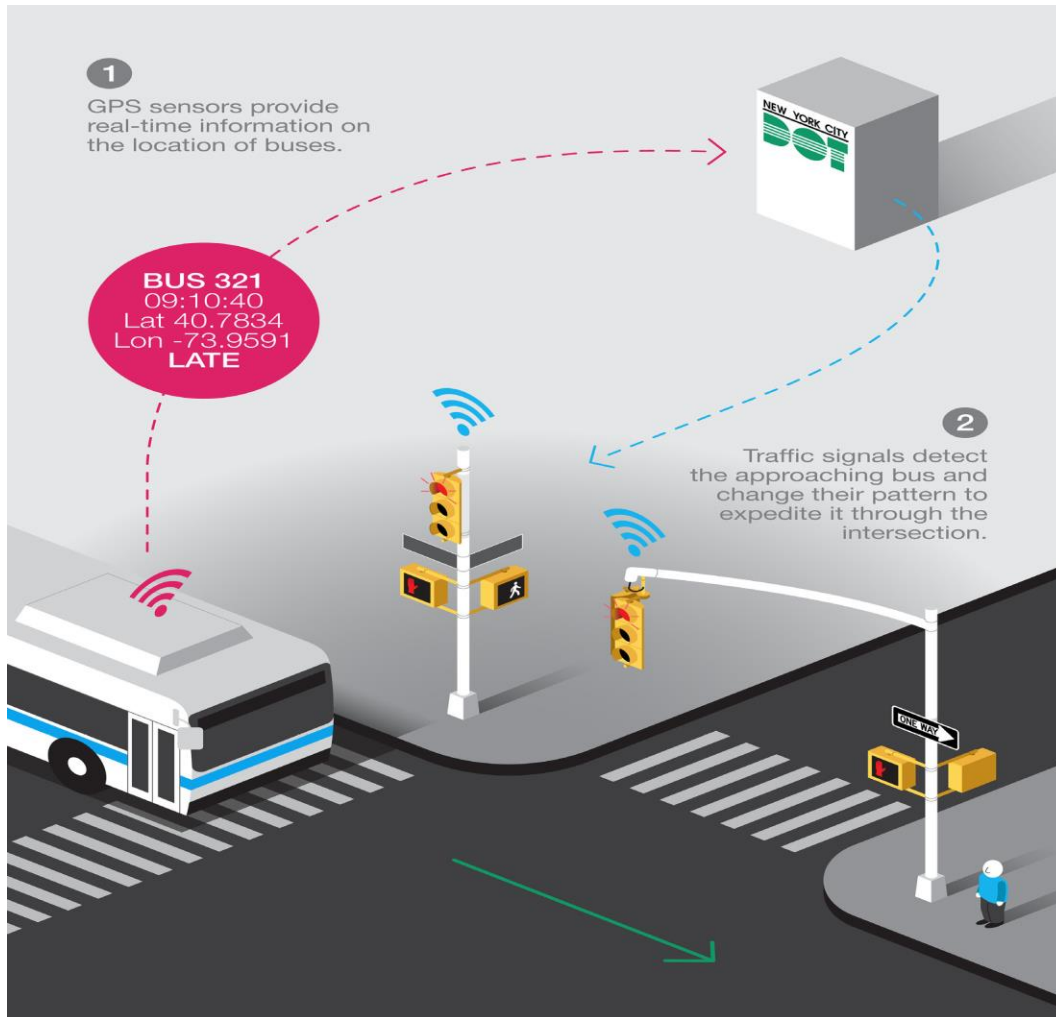 1
GPS sensors provide
real-time information on
the location of buses.
NEW YORK CITY
DOT
BUS 321
09:10:40
Lat 40.7834
Lon -73.9591
LATE
2
Traffic signals detect
the approaching bus and
change their pattern to
expedite it through the
intersection.
ONE WAY